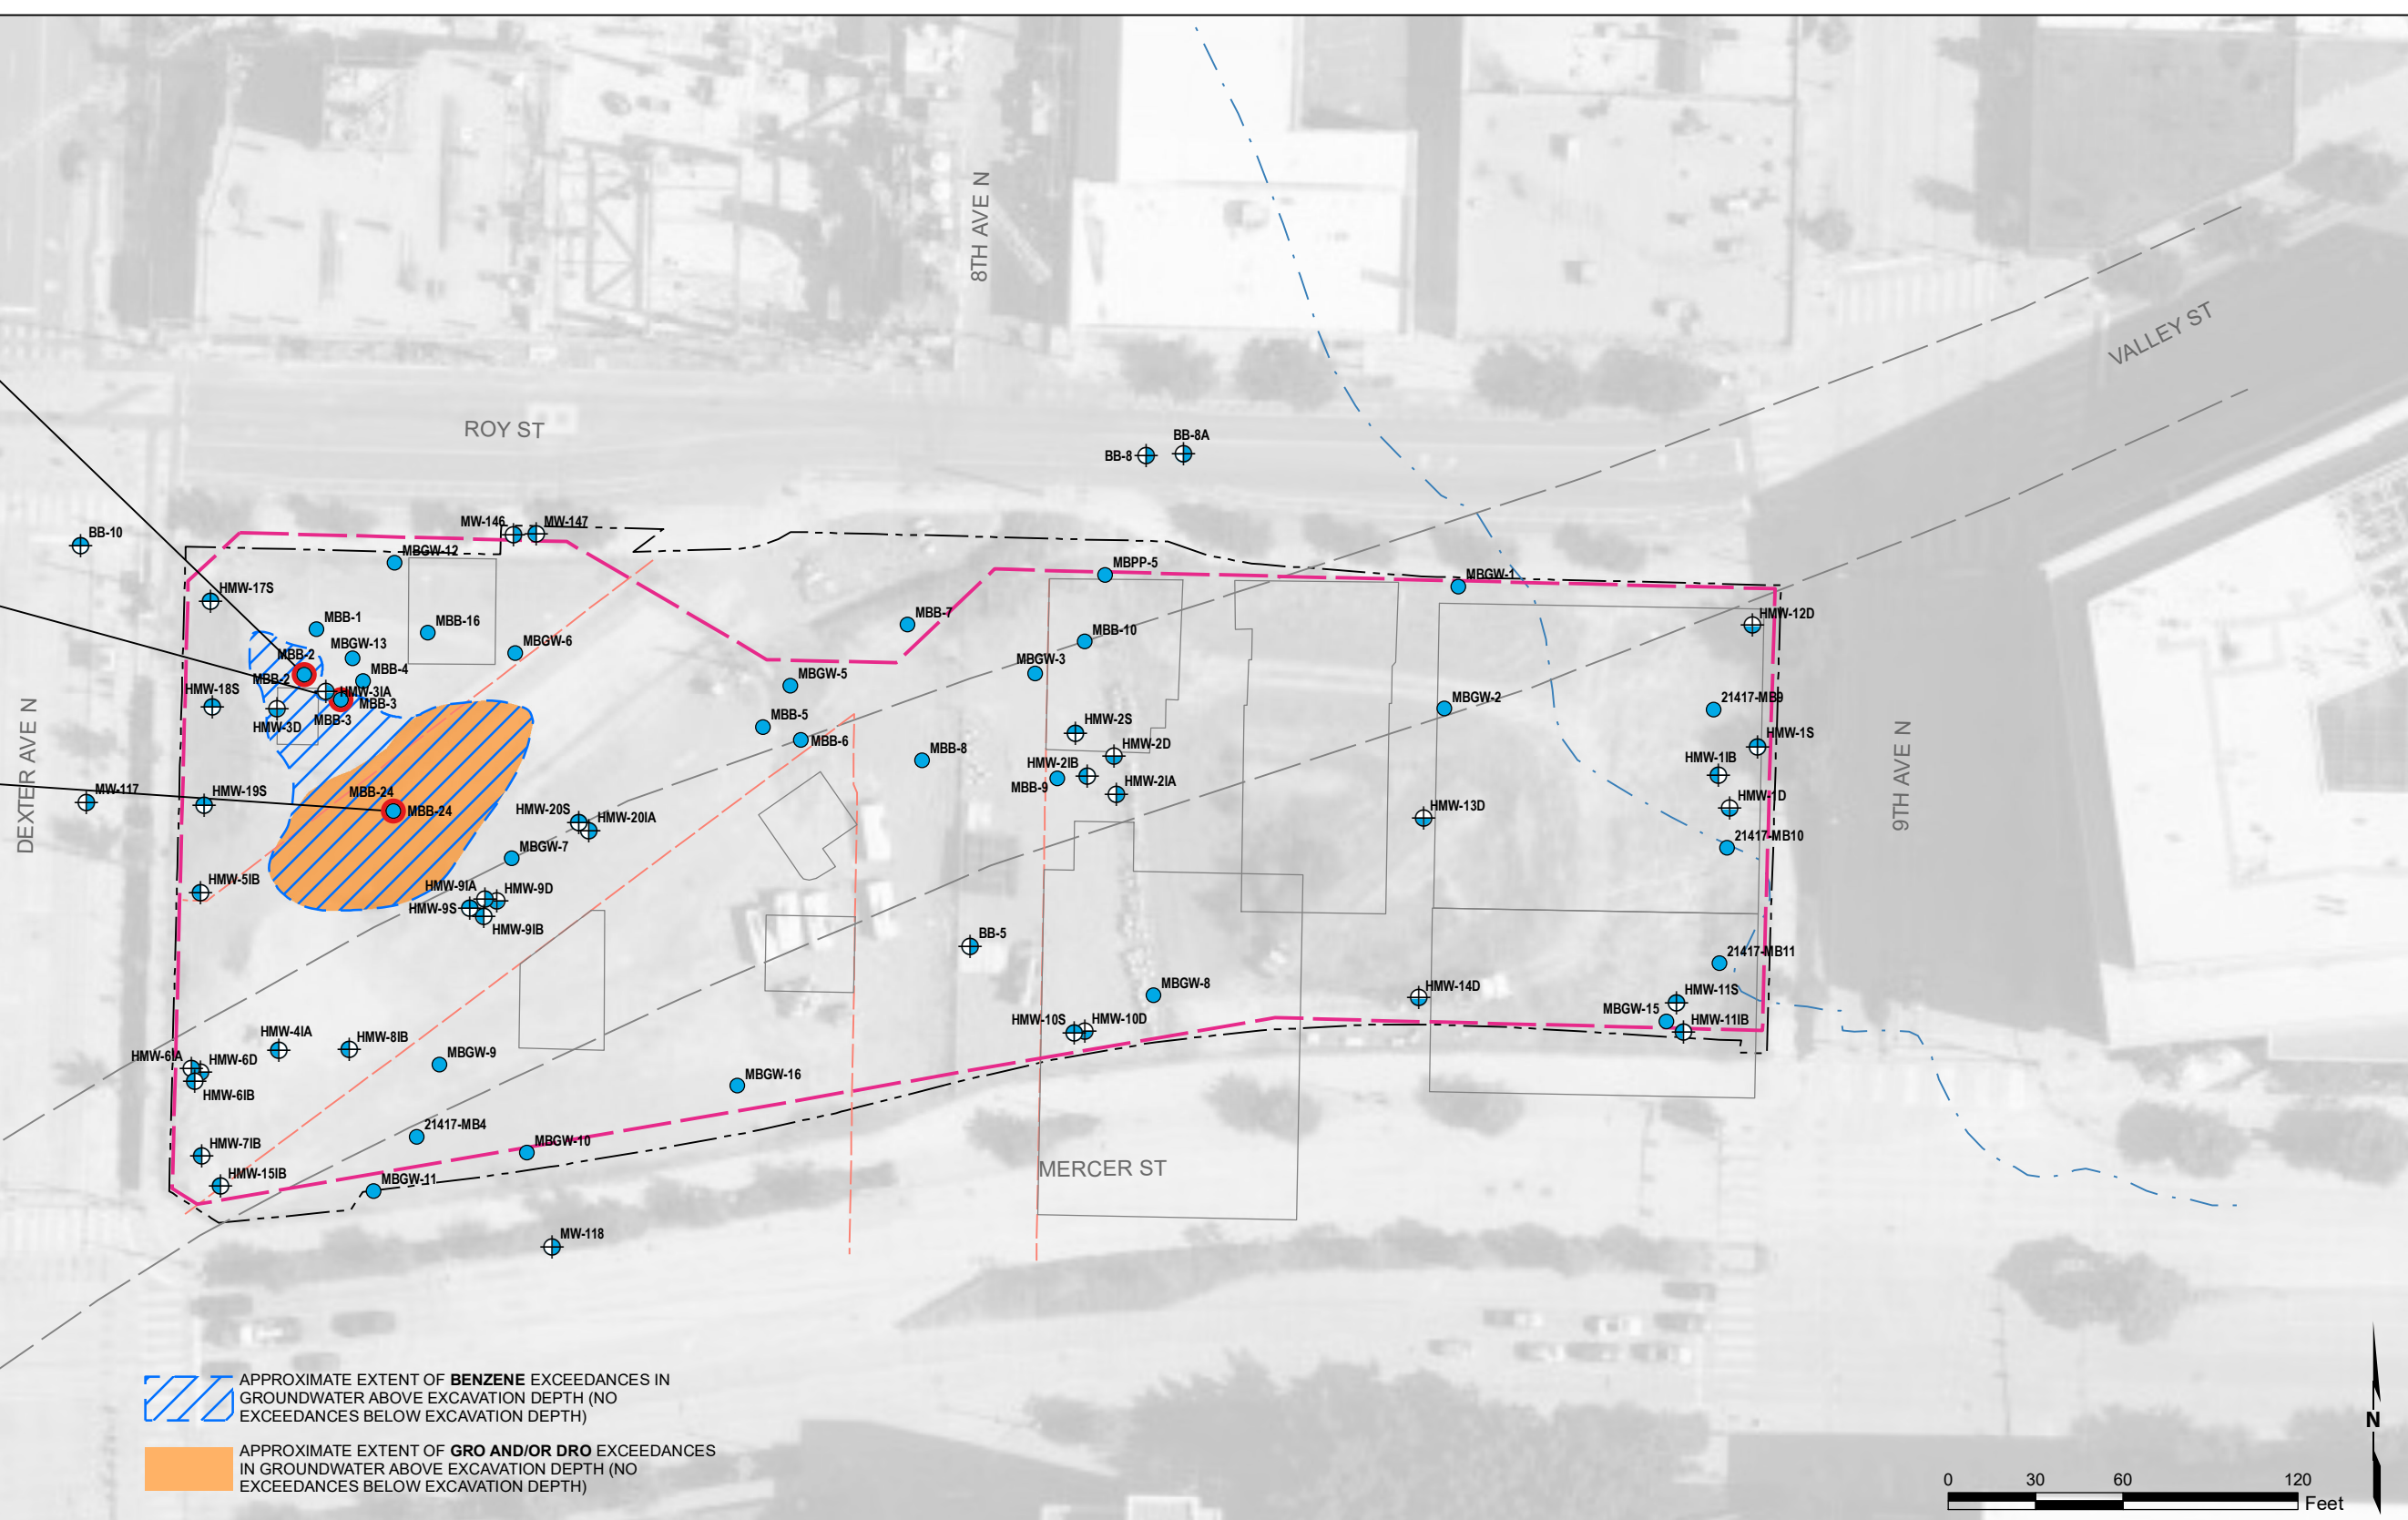 8TH AVE N
VALLEY ST
ROY ST
BB-8A
BB-8
MW-146
MW-147
BB-10
MBGW-12
MBPP-5
MBGW-1
HMW-17S
MBB-1
MBB-16
MBB-7
HMW-12D
MBGW-13
MBGW-6
MBB-10
MBB-2
MBB-4
MBGW-3
MBB-2
MBGW-5
HMW-18S
HMW-3IA
MBB-3
MBB-3
HMW-3D
MBGW-2
21417-MB9
MBB-5
HMW-2S
HMW-1S
MBB-6
MBB-8
HMW-2D
HMW-2IB
HMW-1IB
MBB-9
HMW-2IA
DEXTER AVE N
9TH AVE N
MW-117
HMW-19S
MBB-24
MBB-24
HMW-20S
HMW-20IA
HMW-13D
HMW-1D
21417-MB10
MBGW-7
HMW-5IB
HMW-9IA
HMW-9D
HMW-9S
HMW-9IB
BB-5
21417-MB11
MBGW-8
HMW-14D
HMW-11S
MBGW-15
HMW-11IB
HMW-10S
HMW-10D
HMW-4IA
HMW-8IB
HMW-6IA
HMW-6D
MBGW-9
HMW-6IB
MBGW-16
21417-MB4
HMW-7IB
MBGW-10
HMW-15IB
MBGW-11
MERCER ST
MW-118
APPROXIMATE EXTENT OF BENZENE EXCEEDANCES IN
GROUNDWATER ABOVE EXCAVATION DEPTH (NO
EXCEEDANCES BELOW EXCAVATION DEPTH)
APPROXIMATE EXTENT OF GRO AND/OR DRO EXCEEDANCES
IN GROUNDWATER ABOVE EXCAVATION DEPTH (NO
EXCEEDANCES BELOW EXCAVATION DEPTH)
N
0 30 60 120
Feet